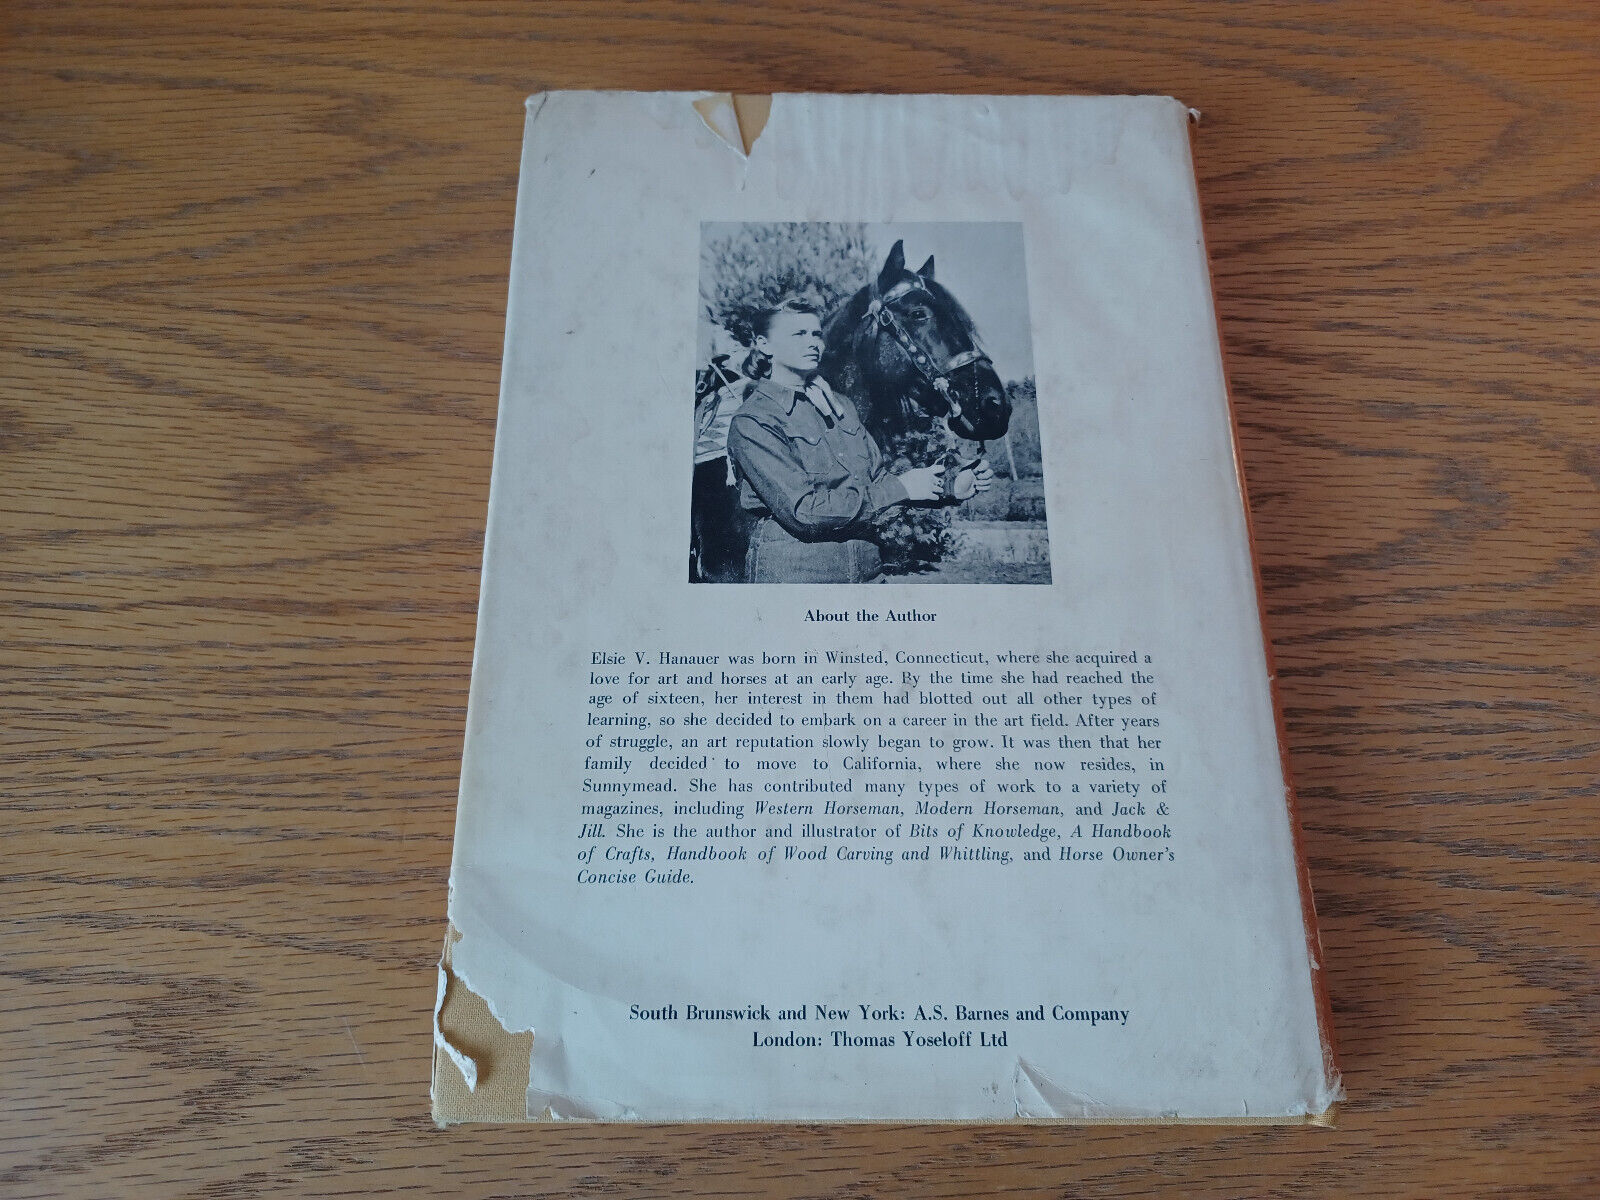 About the Author
Elsie V. Hanauer was born in Winsted, Connecticut, where she acquired a
love for art and horses at an early age. By the time she had reached the
age of sixteen, her interest in them had blotted out all other types of
learning, so she decided to embark on a career in the art field. After years
of struggle, an art reputation slowly began to grow. It was then that her
family decided to move to California, where she now resides, in
Sunnymead. She has contributed many types of work to a variety of
magazines, including Western Horseman, Modern Horseman, and Jack &
Jill. She is the author and illustrator of Bits of Knowledge, A Handbook
of Crafts, Handbook of Wood Carving and Whittling, and Horse Owner's
Concise Guide.
South Brunswick and New York: A.S. Barnes and Company
London: Thomas Yoseloff Ltd